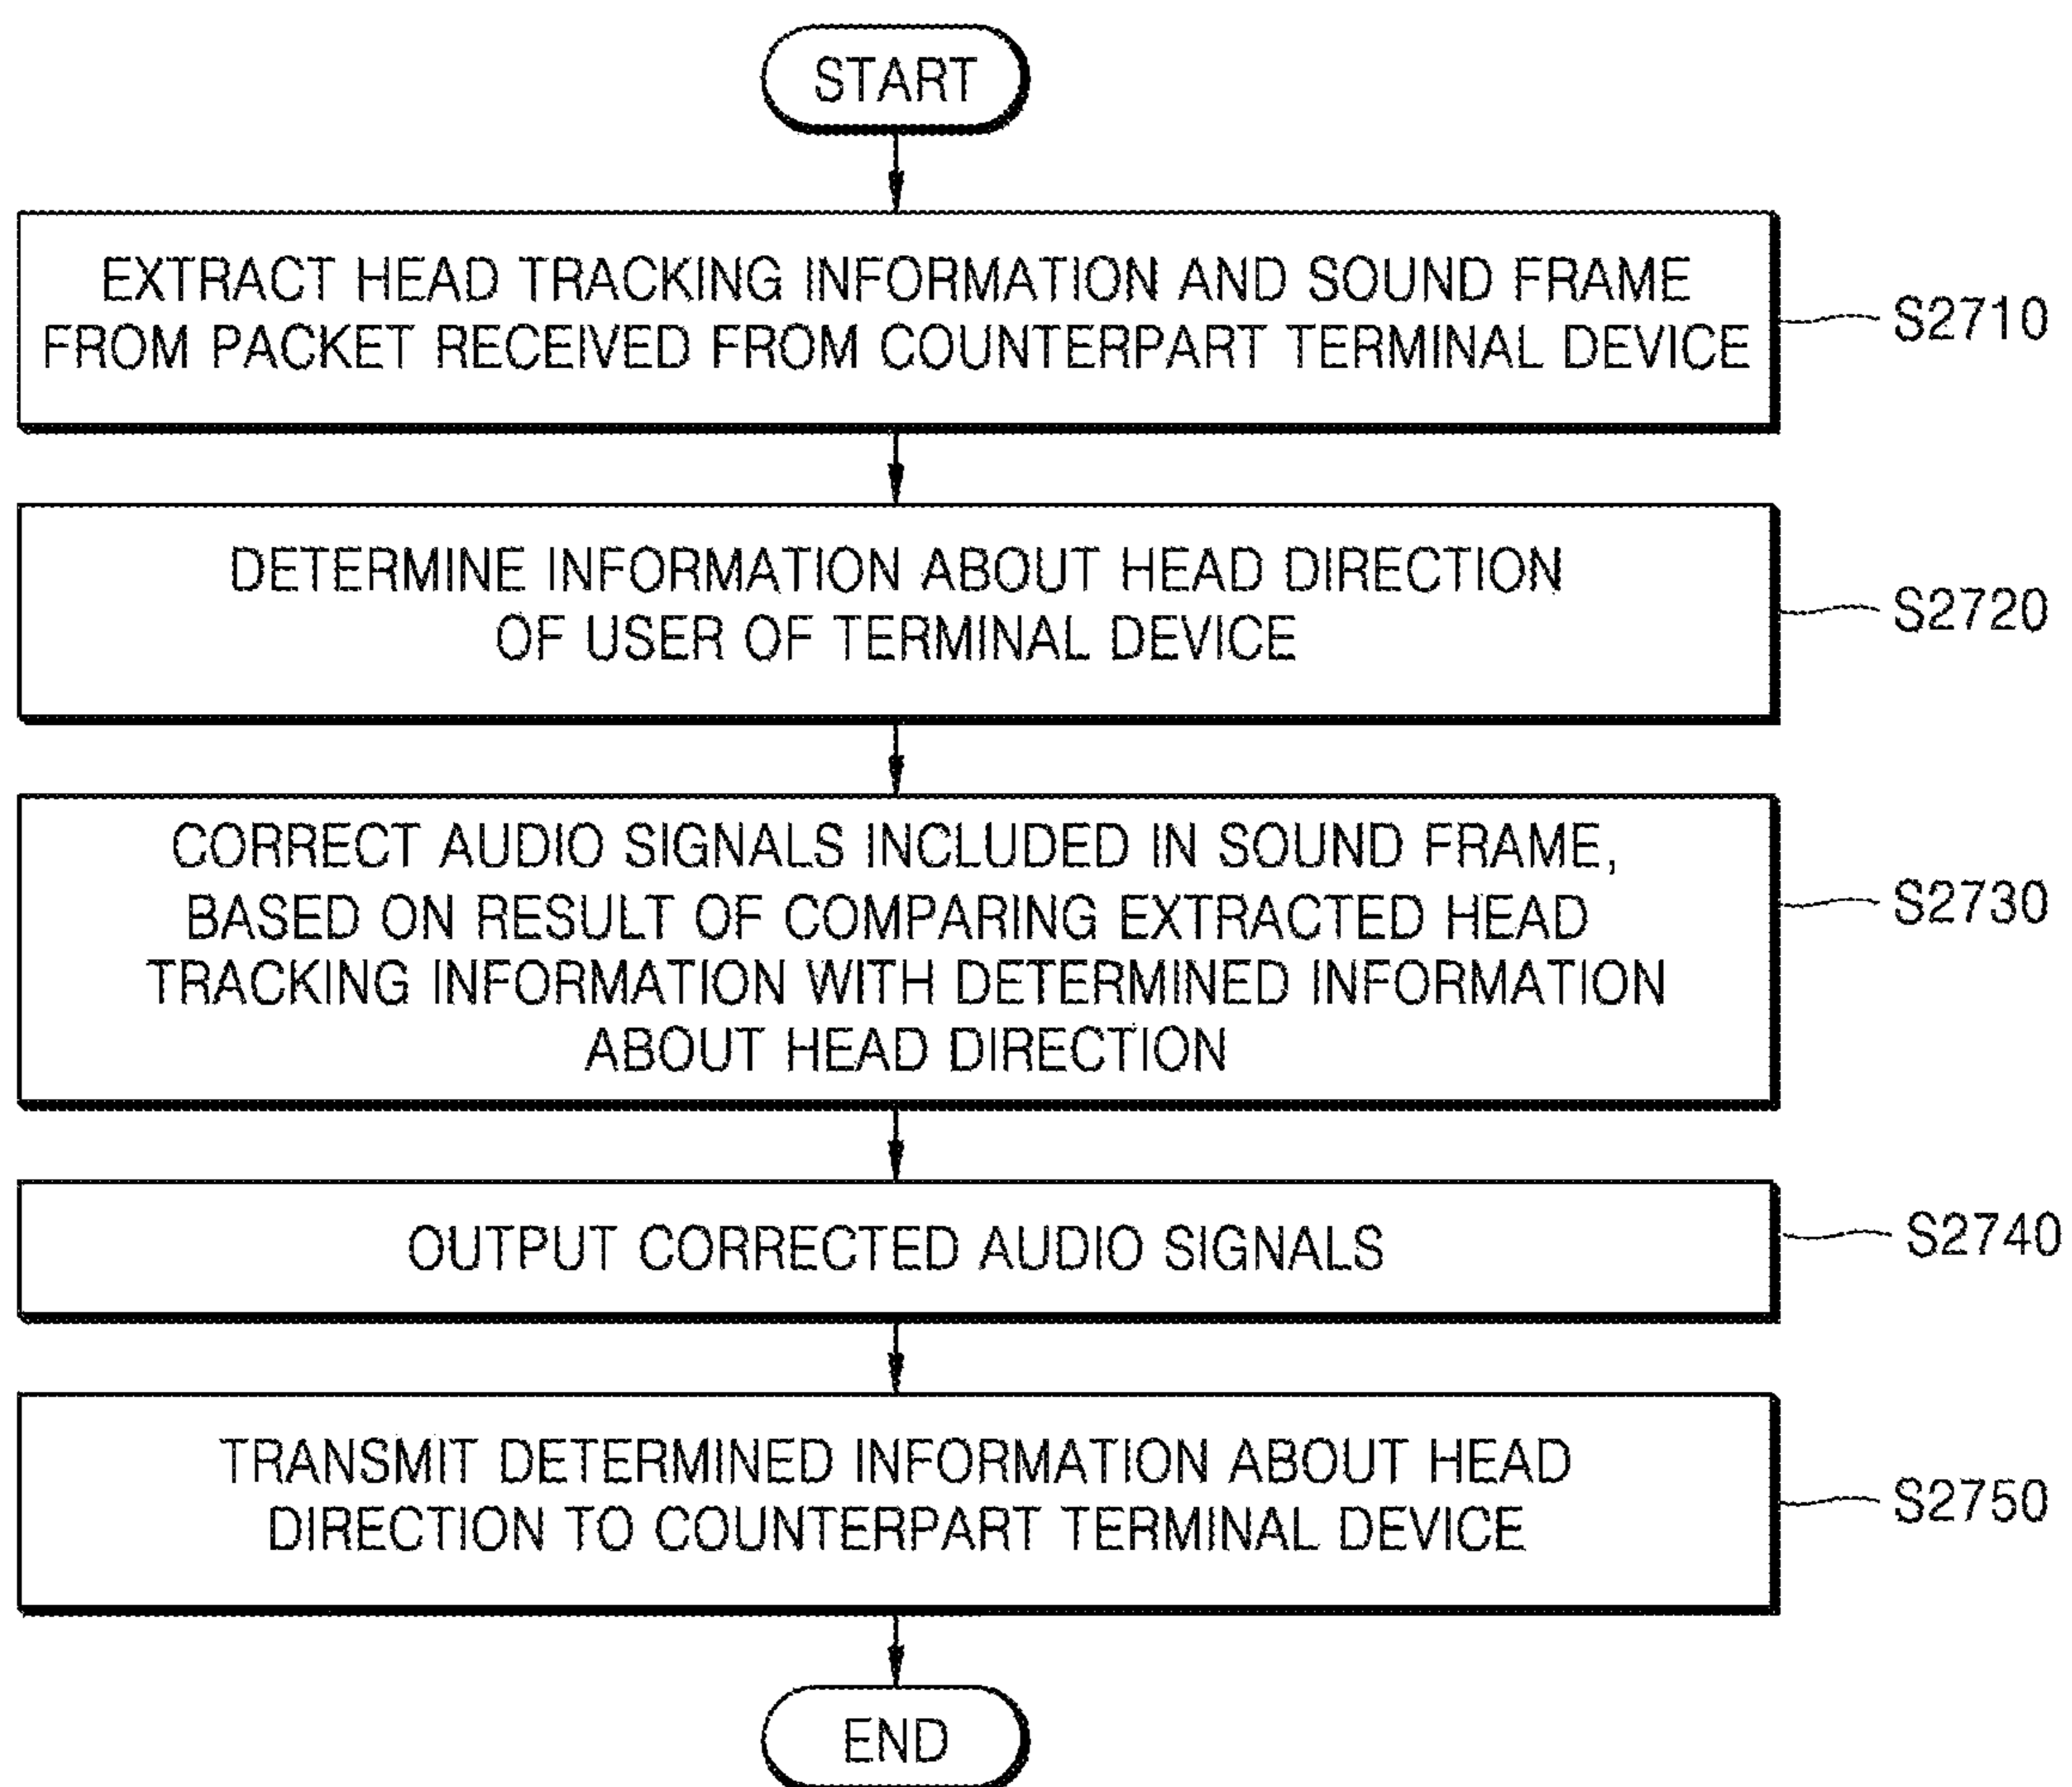 START
EXTRACT HEAD TRACKING INFORMATION AND SOUND FRAME
FROM PACKET RECEIVED FROM COUNTERPART TERMINAL DEVICE
S2710
DETERMINE INFORMATION ABOUT HEAD DIRECTION
OF USER OF TERMINAL DEVICE
S2720
CORRECT AUDIO SIGNALS INCLUDED IN SOUND FRAME,
BASED ON RESULT OF COMPARING EXTRACTED HEAD
TRACKING INFORMATION WITH DETERMINED INFORMATION
ABOUT HEAD DIRECTION
S2730
OUTPUT CORRECTED AUDIO SIGNALS
S2740
TRANSMIT DETERMINED INFORMATION ABOUT HEAD
DIRECTION TO COUNTERPART TERMINAL DEVICE
S2750
END